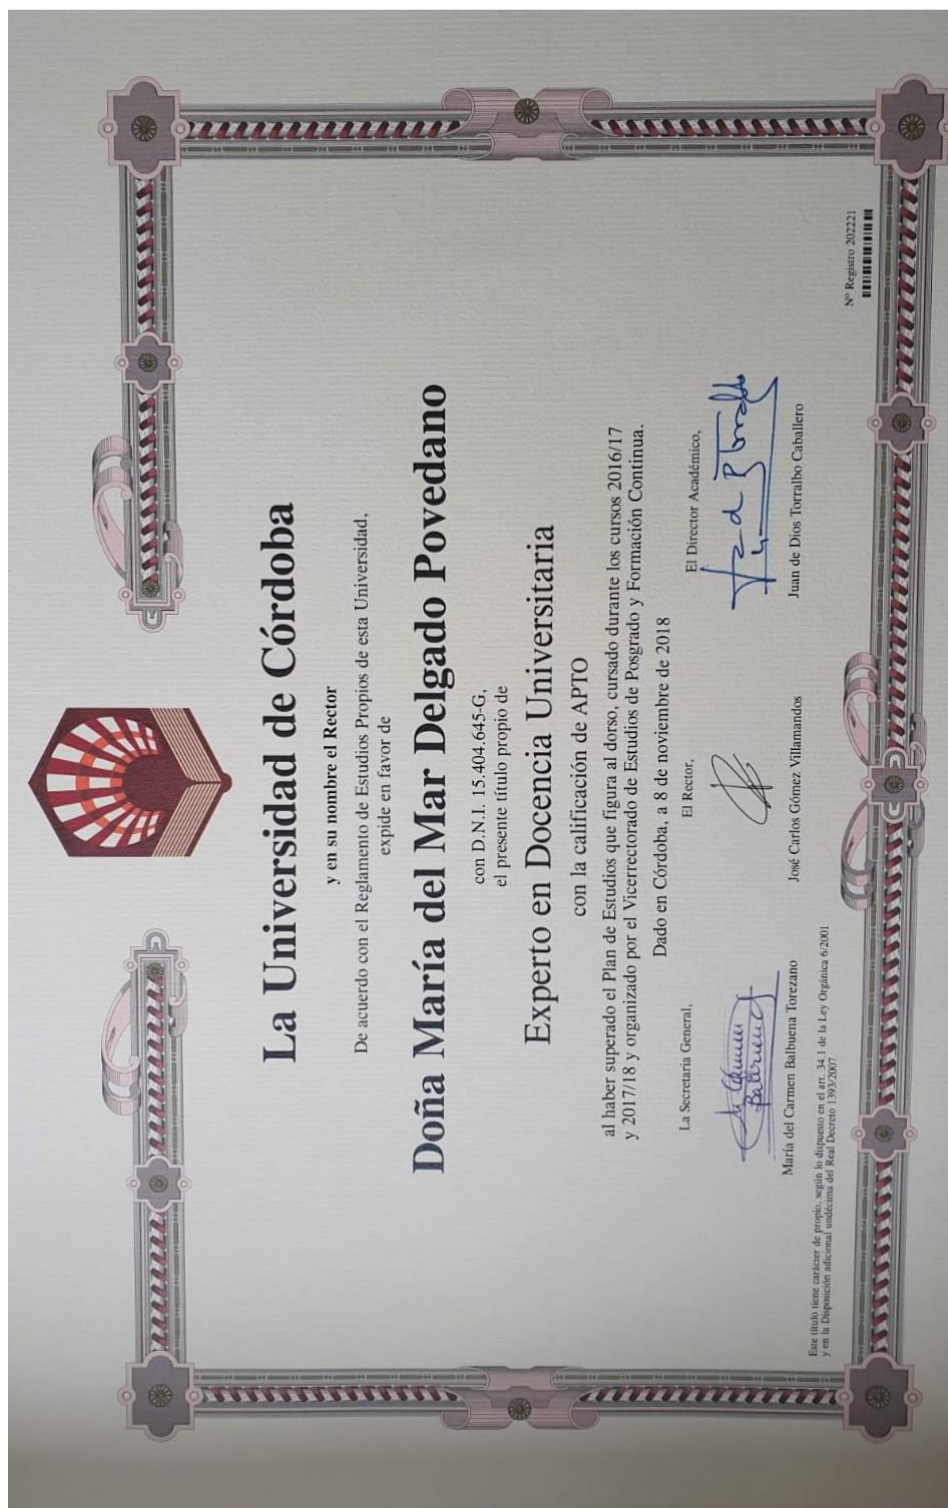 La Universidad de Córdoba
y en su nombre el Rector
De acuerdo con el Reglamento de Estudios Propios de esta Universidad,
expide en favor de
Doña María del Mar Delgado Povedano
con D.N.I. 15.404.645-G,
el presente título propio de
Experto en Docencia Universitaria
con la calificación de APTO
al haber superado el Plan de Estudios que figura al dorso, cursado durante los cursos 2016/17
y 2017/18 y organizado por el Vicerrectorado de Estudios de Posgrado y Formación Continua.
Dado en Córdoba, a 8 de noviembre de 2018
La Secretaria General,
El Rector,
El Director Académico,
María del Carmen Balbuena Torezano
José Carlos Gómez Villamandos
Juan de Dios Torralbo Caballero
Este título tiene carácter de propio, según lo dispuesto en el art. 34.1 de la Ley Orgánica 6/2001
y en la Disposición adicional undécima del Real Decreto 1393/2007.
Nº Registro 202221